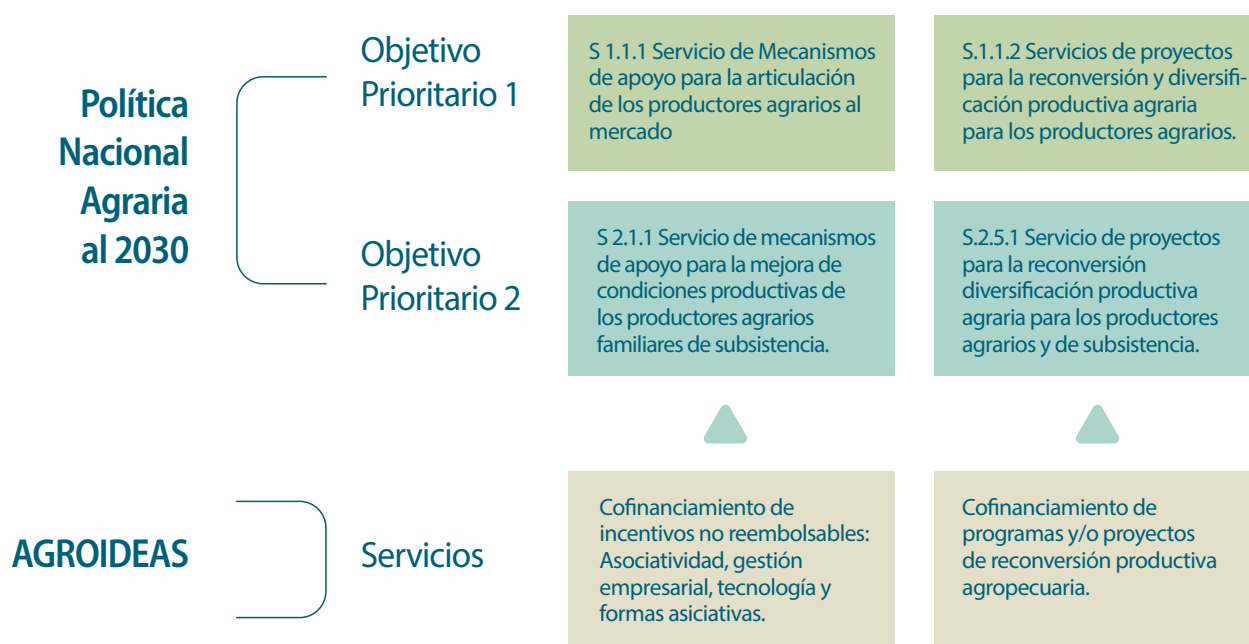 Política
Nacional
Agraria
al 2030
Objetivo
Prioritario 1
S 1.1.1 Servicio de Mecanismos
de apoyo para la articulación
de los productores agrarios al
mercado
S.1.1.2 Servicios de proyectos
para la reconversión y diversifi-
cación productiva agraria
para los productores agrarios.
Objetivo
Prioritario 2
S 2.1.1 Servicio de mecanismos
de apoyo para la mejora de
condiciones productivas de
los productores agrarios
familiares de subsistencia.
S.2.5.1 Servicio de proyectos
para la reconversión
diversificación productiva
agraria para los productores
agrarios y de subsistencia.
AGROIDEAS
Servicios
Cofinanciamiento de
incentivos no reembolsables:
Asociatividad, gestión
empresarial, tecnología y
formas asiciativas.
Cofinanciamiento de
programas y/o proyectos
de reconversión productiva
agropecuaria.